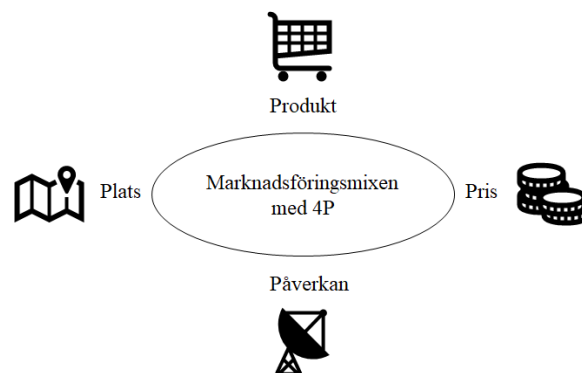 Produkt
Plats
Marknadsföringsmixen
med 4P
Pris
Påverkan